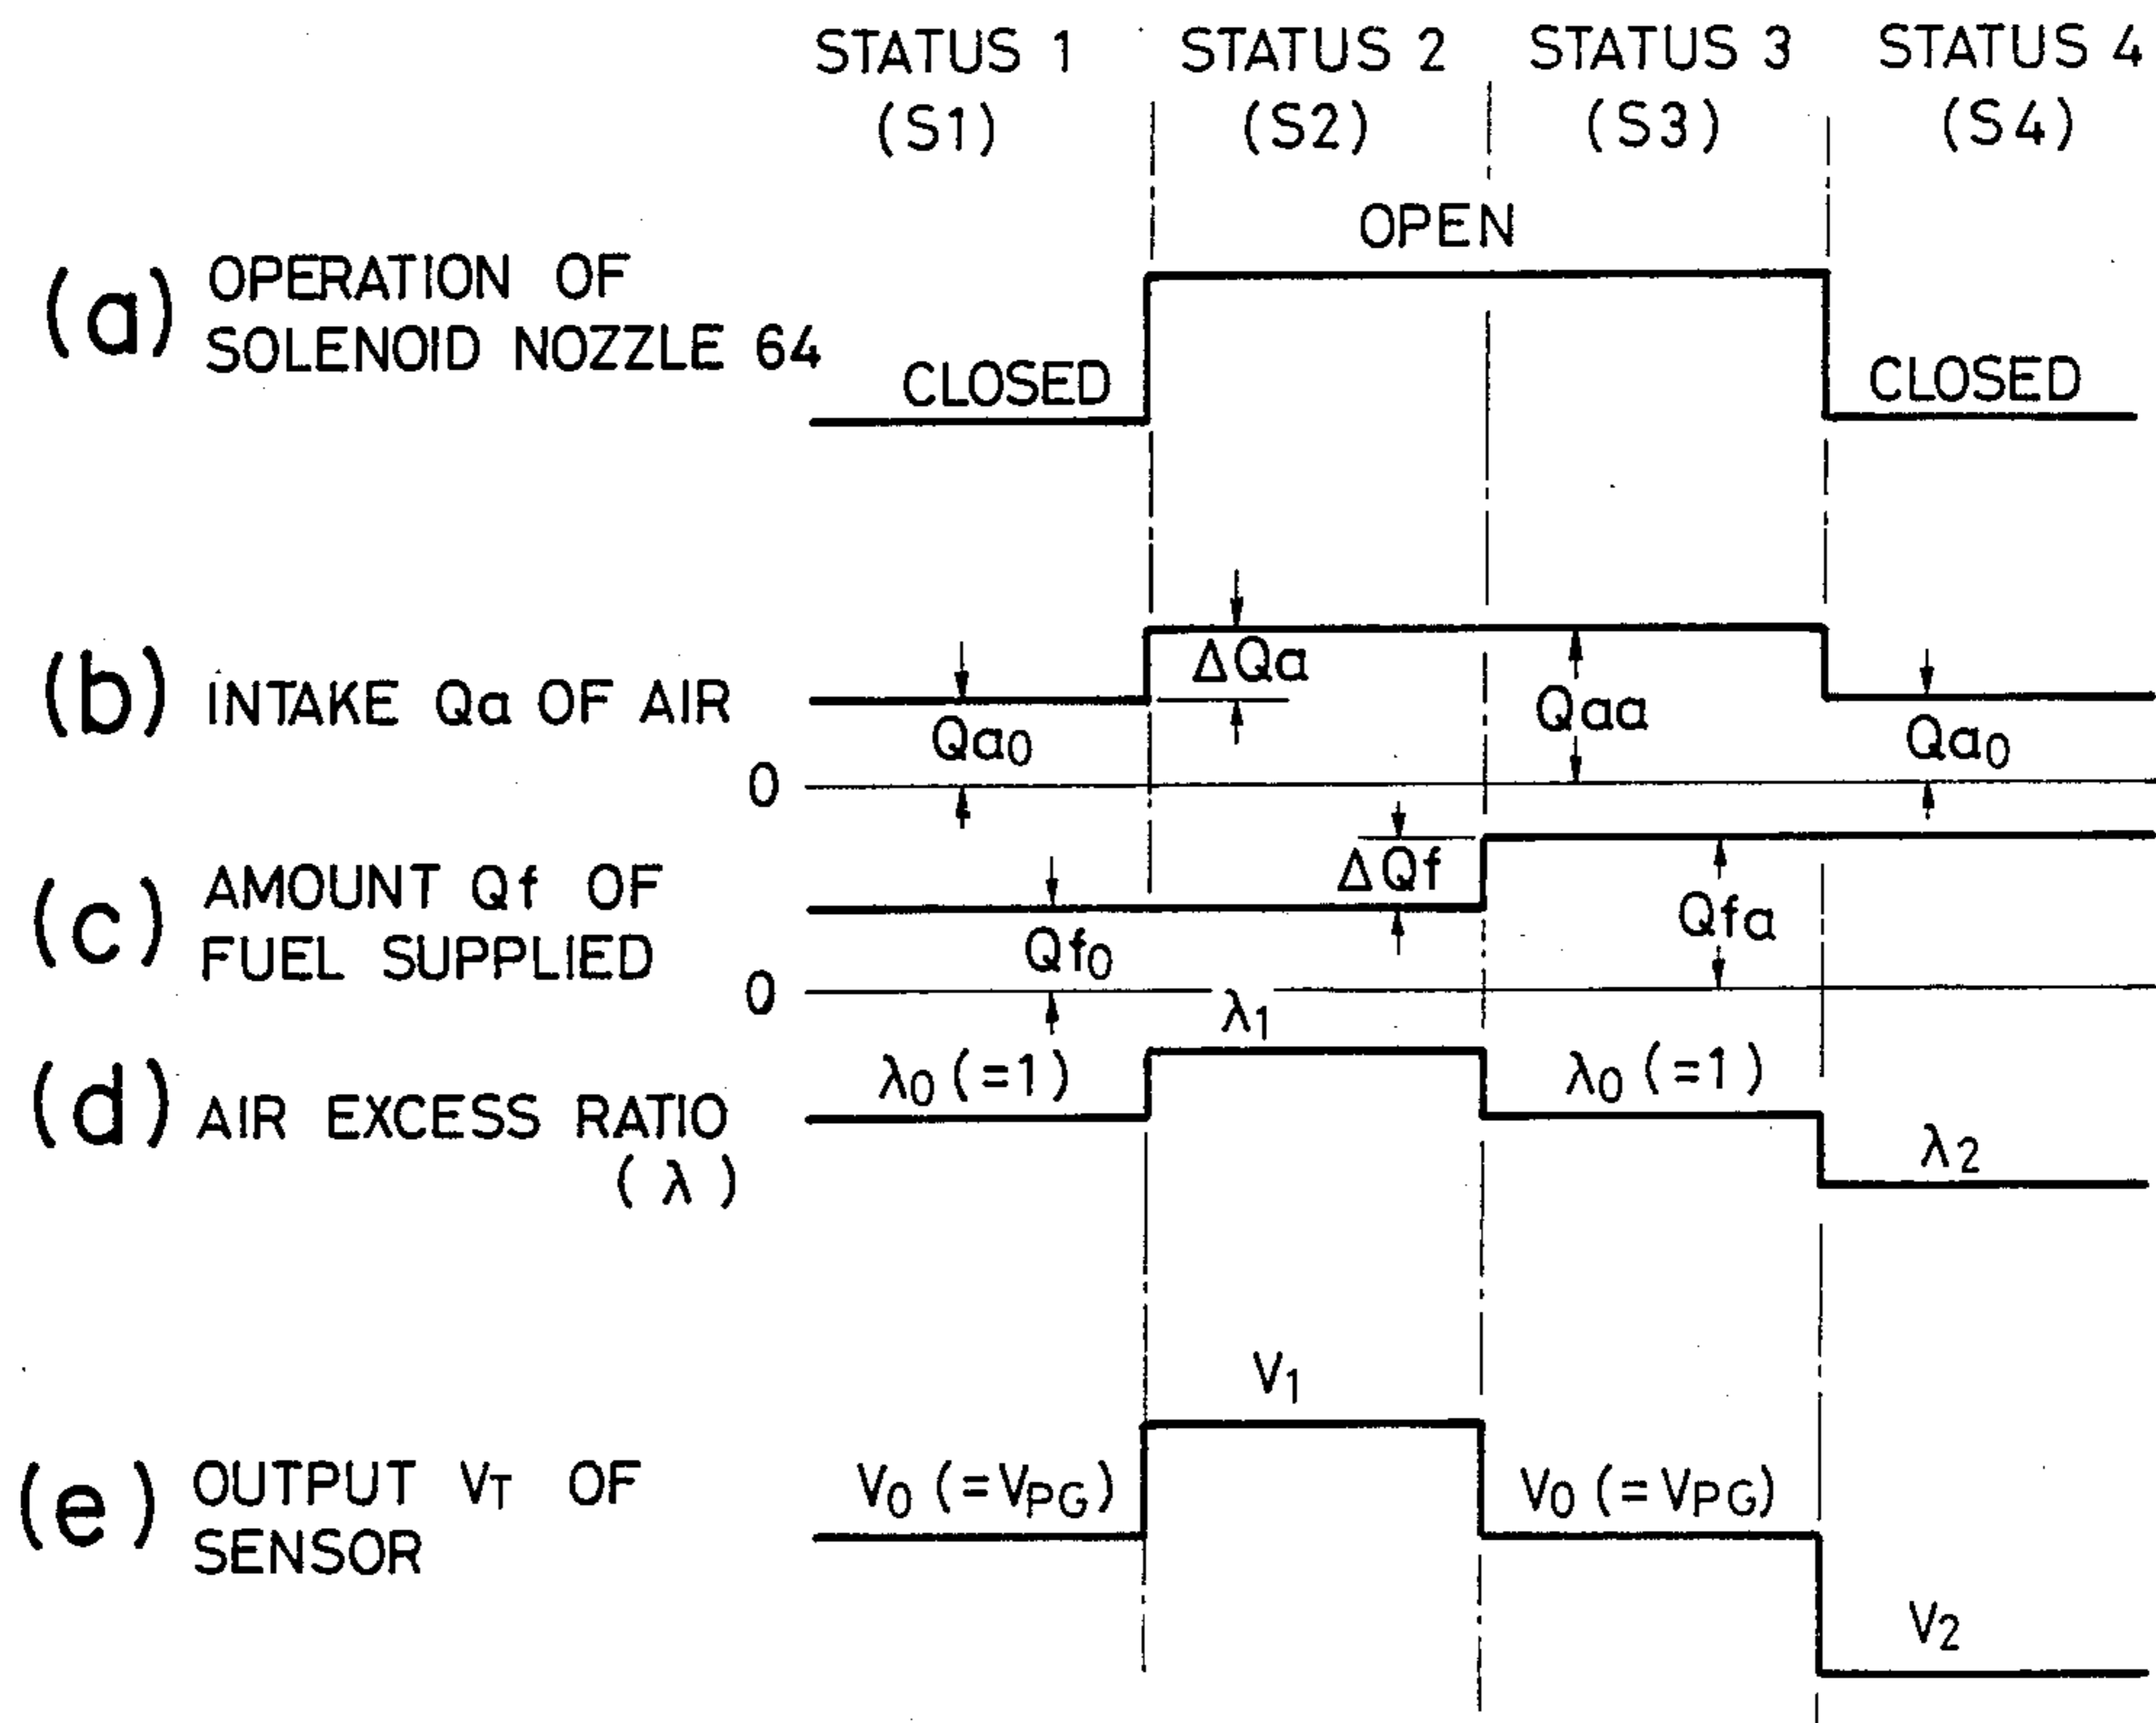 STATUS 1 STATUS 2 STATUS 3 STATUS 4
(S1) (S2) (S3) (S4)
OPEN
(a) OPERATION OF
SOLENOID NOZZLE 64
CLOSED CLOSED
(b) INTAKE Qa OF AIR
ΔQa
Qa0 Qaa Qa0
0
(c) AMOUNT Qf OF
FUEL SUPPLIED
ΔQf
Qf0 Qfa
0
(d) AIR EXCESS RATIO
(λ)
λ0 (=1) λ1 λ0 (=1) λ2
(e) OUTPUT VT OF
SENSOR
V0 (=VPG) V1 V0 (=VPG) V2